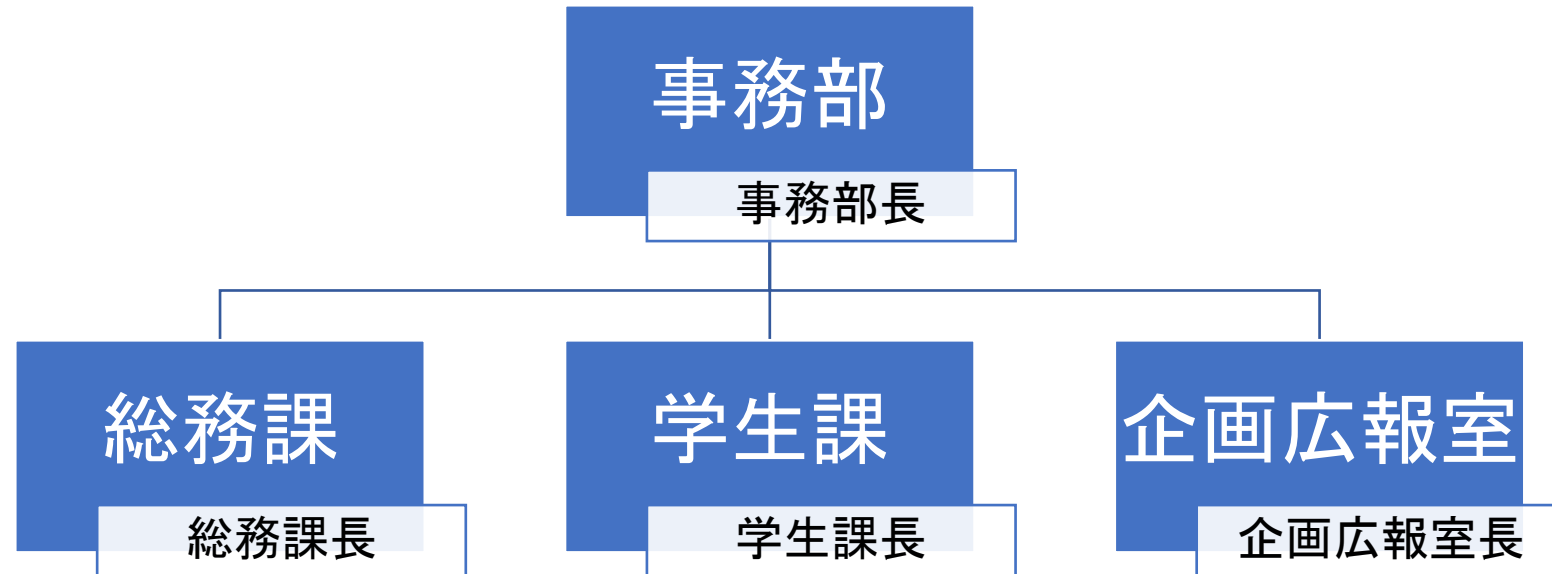 事務部
事務部長
総務課
学生課
企画広報室
総務課長
学生課長
企画広報室長